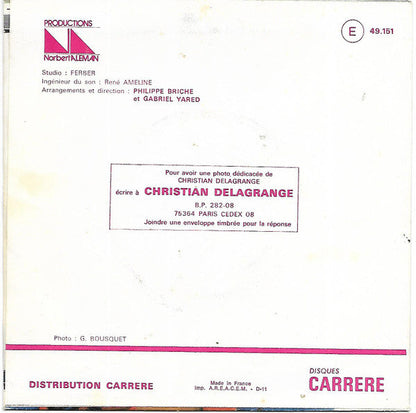 PRODUCTIONS
Norbert ALEMAN
E 49.151
Studio : FERBER
Ingénieur du son : René AMELINE
Arrangements et direction : PHILIPPE BRICHE
et GABRIEL YARED
Pour avoir une photo dédicacée de
CHRISTIAN DELAGRANGE
écrire à CHRISTIAN DELAGRANGE
B.P. 282-08
75364 PARIS CEDEX 08
Joindre une enveloppe timbrée pour la réponse
Photo : G. BOUSQUET
DISTRIBUTION CARRERE
Made in France
Imp. A.R.E.A.C.E.M. - D-11
DISQUES
CARRERE